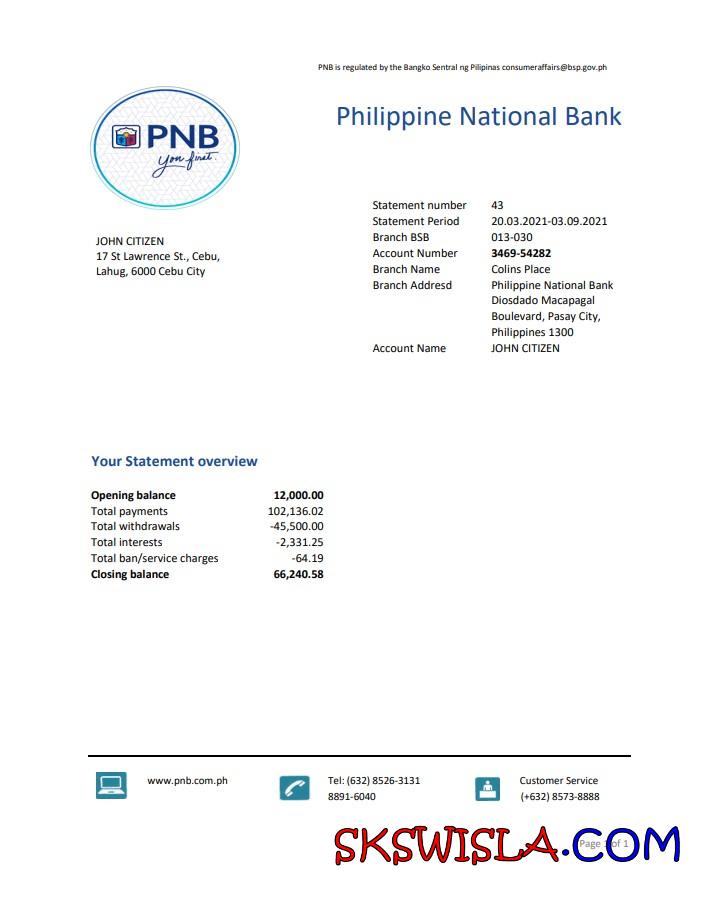 PNB is regulated by the Bangko Sentral ng Pilipinas consumeraffairs@bsp.gov.ph
PNB
You first.
Philippine National Bank
Statement number 43
Statement Period 20.03.2021-03.09.2021
Branch BSB 013-030
Account Number 3469-54282
Branch Name Colins Place
Branch Addresd Philippine National Bank
Diosdado Macapagal
Boulevard, Pasay City,
Philippines 1300
Account Name JOHN CITIZEN
JOHN CITIZEN
17 St Lawrence St., Cebu,
Lahug, 6000 Cebu City
Your Statement overview
Opening balance 12,000.00
Total payments 102,136.02
Total withdrawals -45,500.00
Total interests -2,331.25
Total ban/service charges -64.19
Closing balance 66,240.58
www.pnb.com.ph
Tel: (632) 8526-3131
8891-6040
Customer Service
(+632) 8573-8888
Page 1 of 1
SKSWISLA.COM